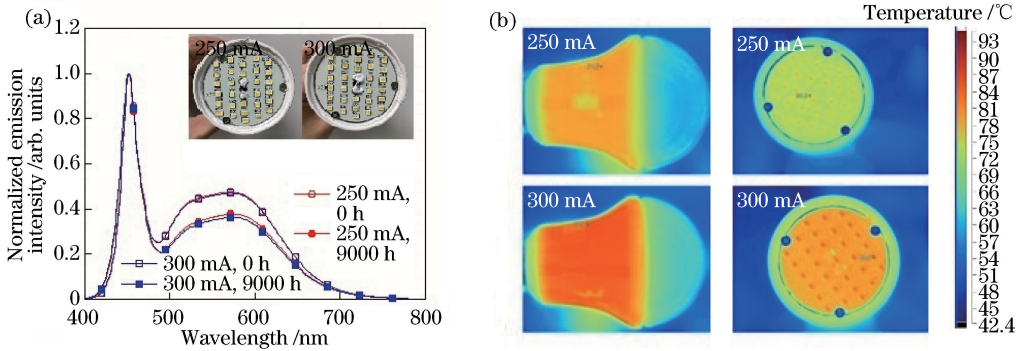 (a)
1.2
1.0
0.8
0.6
0.4
0.2
0
Normalized emission
intensity /arb. units
250 mA
300 mA
250 mA,
0 h
250 mA,
9000 h
300 mA, 0 h
300 mA, 9000 h
400
500
600
700
800
Wavelength /nm
(b)
250 mA
250 mA
300 mA
300 mA
Temperature /℃
93
90
87
84
81
78
75
72
66
63
60
57
54
52
48
45
42.4